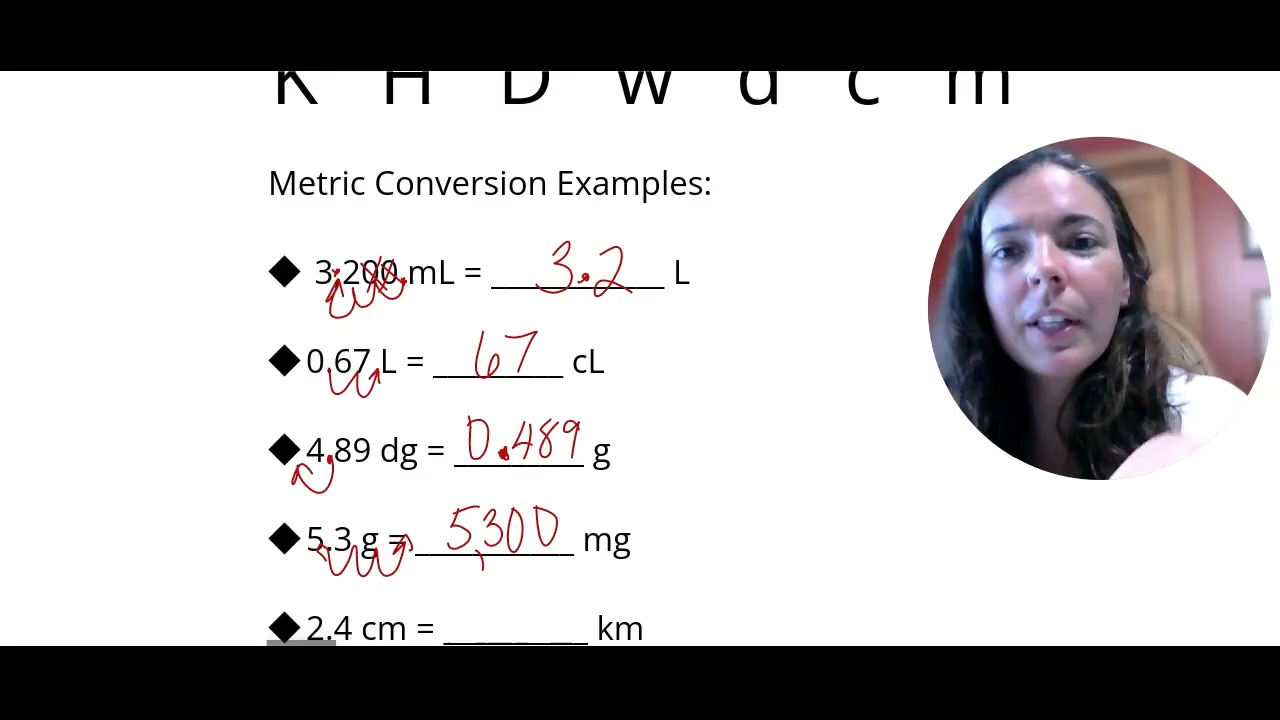 K H D w d c m
Metric Conversion Examples:
◆ 3.200.mL = 3.2 L
◆ 0.67 L = 67 cL
◆ 4.89 dg = 0.489 g
◆ 5.3 g = 5300 mg
◆ 2.4 cm = ________ km